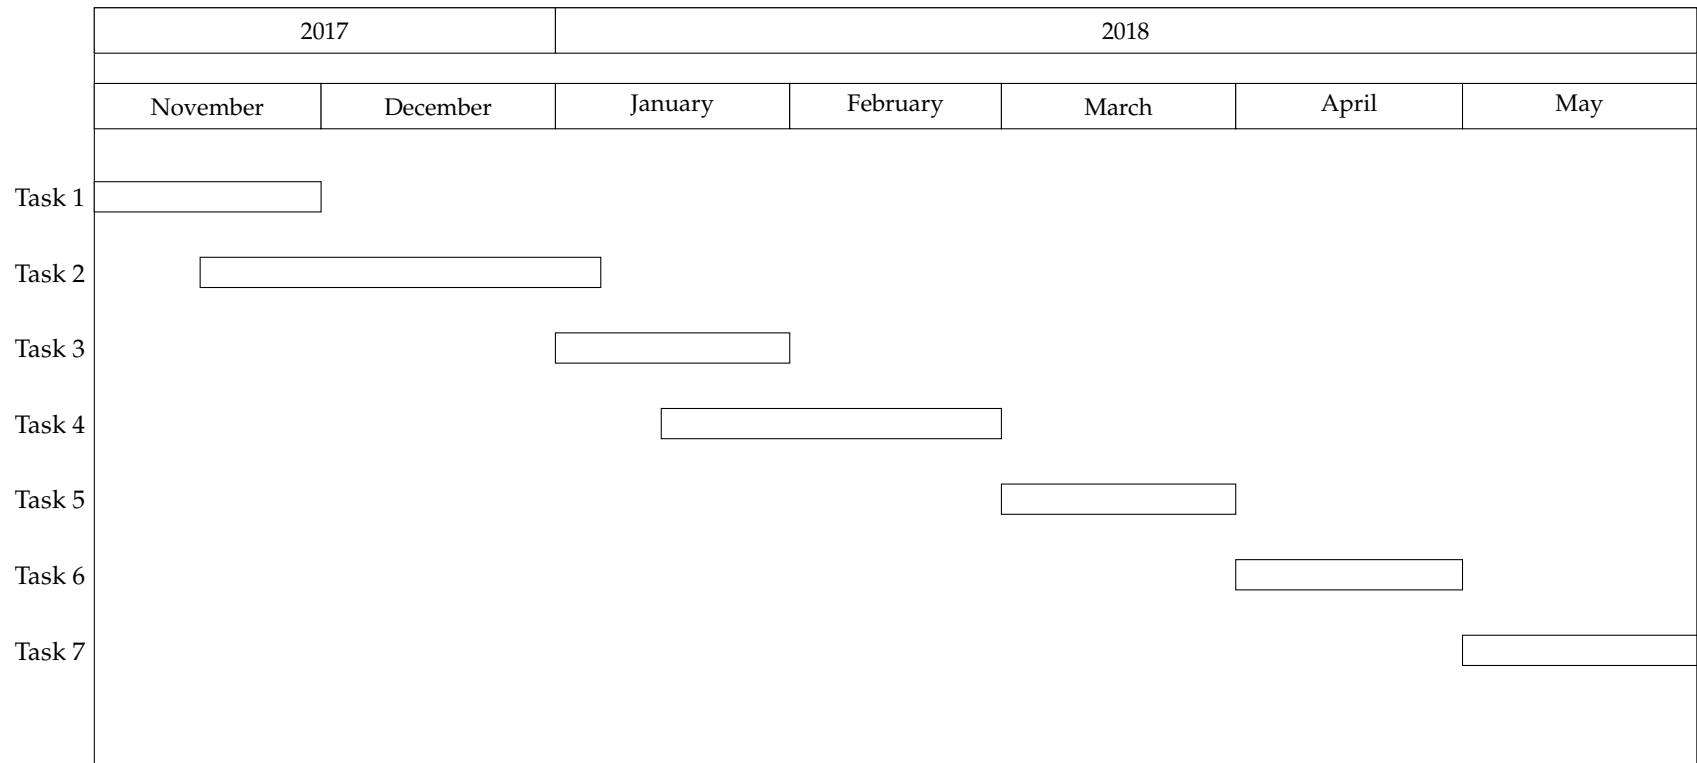 2017 2018
November December January February March April May
Task 1
Task 2
Task 3
Task 4
Task 5
Task 6
Task 7